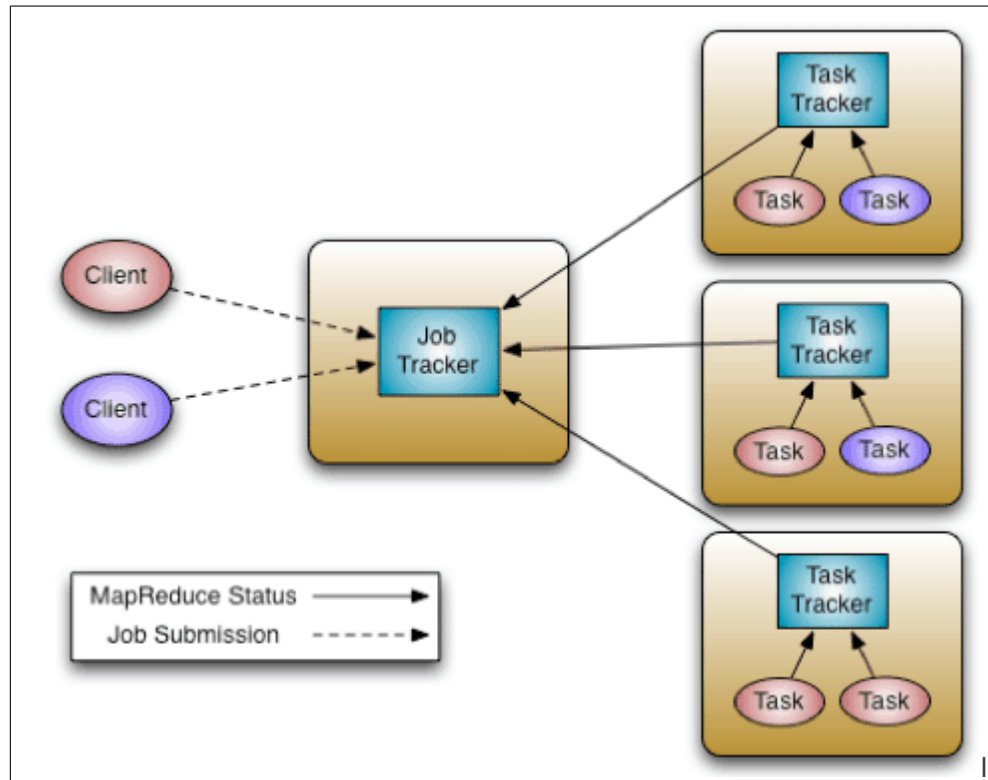 Client
Client
Job
Tracker
Task
Tracker
Task Task
Task
Tracker
Task Task
Task
Tracker
Task Task
MapReduce Status
Job Submission